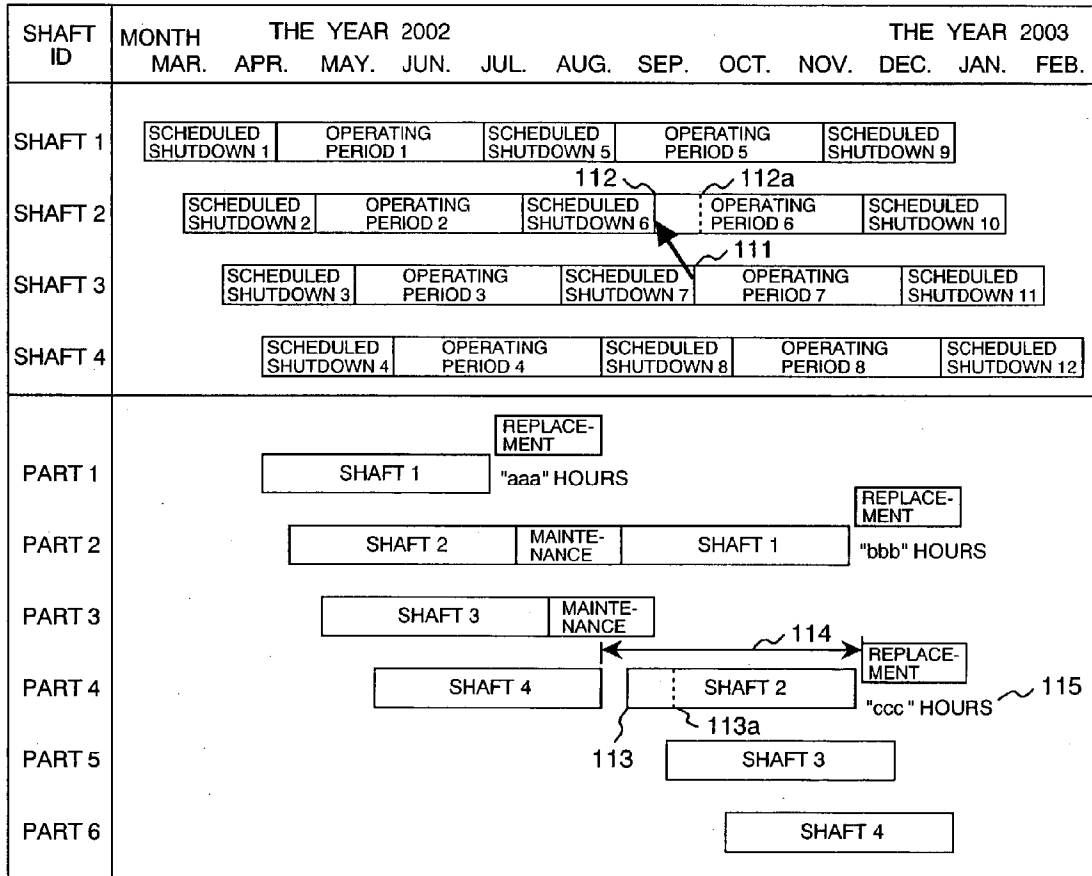 SHAFT ID
MONTH
THE YEAR 2002
THE YEAR 2003
MAR. APR. MAY. JUN. JUL. AUG. SEP. OCT. NOV. DEC. JAN. FEB.
SHAFT 1
SCHEDULED SHUTDOWN 1
OPERATING PERIOD 1
SCHEDULED SHUTDOWN 5
OPERATING PERIOD 5
SCHEDULED SHUTDOWN 9
112
112a
SHAFT 2
SCHEDULED SHUTDOWN 2
OPERATING PERIOD 2
SCHEDULED SHUTDOWN 6
OPERATING PERIOD 6
SCHEDULED SHUTDOWN 10
111
SHAFT 3
SCHEDULED SHUTDOWN 3
OPERATING PERIOD 3
SCHEDULED SHUTDOWN 7
OPERATING PERIOD 7
SCHEDULED SHUTDOWN 11
SHAFT 4
SCHEDULED SHUTDOWN 4
OPERATING PERIOD 4
SCHEDULED SHUTDOWN 8
OPERATING PERIOD 8
SCHEDULED SHUTDOWN 12
PART 1
SHAFT 1
REPLACE-
MENT
"aaa" HOURS
PART 2
SHAFT 2
MAINTE-
NANCE
SHAFT 1
REPLACE-
MENT
"bbb" HOURS
PART 3
SHAFT 3
MAINTE-
NANCE
114
PART 4
SHAFT 4
SHAFT 2
REPLACE-
MENT
"ccc" HOURS
115
113
113a
PART 5
SHAFT 3
PART 6
SHAFT 4